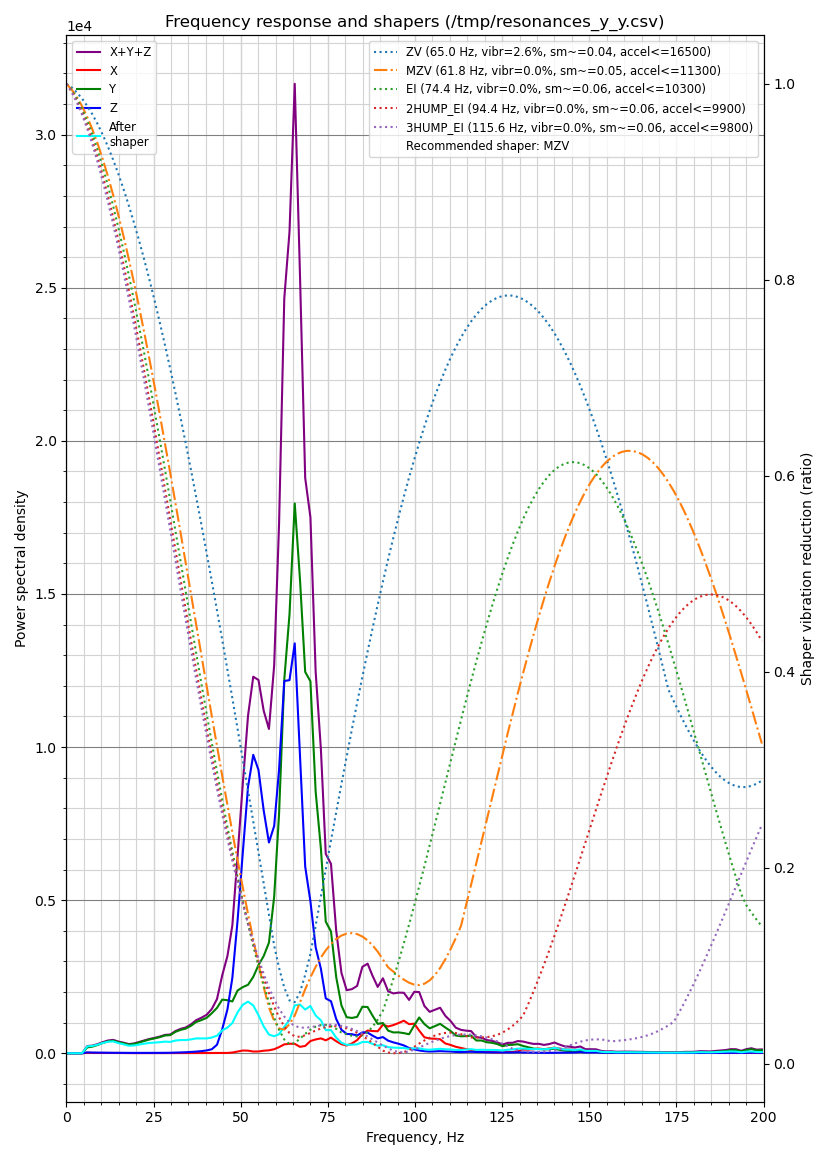 Frequency response and shapers (/tmp/resonances_y_y.csv)
1e4
X+Y+Z
X
Y
Z
After
shaper
ZV (65.0 Hz, vibr=2.6%, sm~=0.04, accel<=16500)
MZV (61.8 Hz, vibr=0.0%, sm~=0.05, accel<=11300)
EI (74.4 Hz, vibr=0.0%, sm~=0.06, accel<=10300)
2HUMP_EI (94.4 Hz, vibr=0.0%, sm~=0.06, accel<=9900)
3HUMP_EI (115.6 Hz, vibr=0.0%, sm~=0.06, accel<=9800)
Recommended shaper: MZV
Power spectral density
3.0
2.5
2.0
1.5
1.0
0.5
0.0
1.0
0.8
0.6
0.4
0.2
0.0
Shaper vibration reduction (ratio)
0 25 50 75 100 125 150 175 200
Frequency, Hz